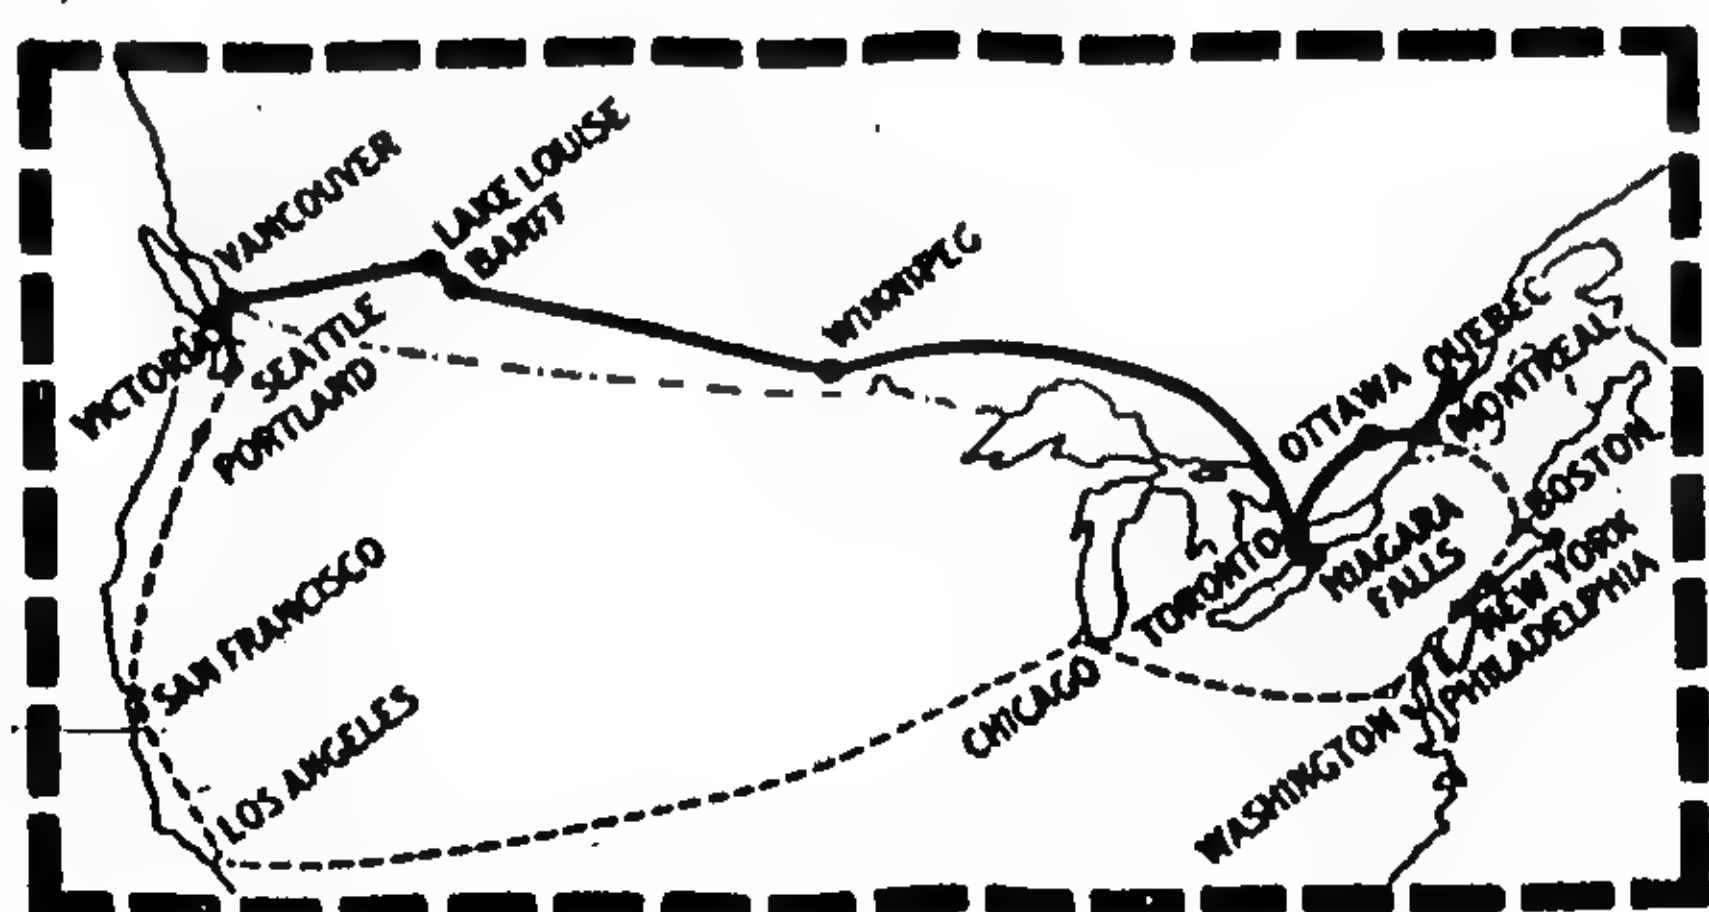 VANCOUVER
LAKE LOUISE
BANFF
WINNIPEG
VICTORIA
SEATTLE
PORTLAND
OTTAWA
QUEBEC
MONTREAL
BOSTON
SAN FRANCISCO
TORONTO
NIAGARA
FALLS
NEW YORK
PHILADELPHIA
LOS ANGELES
CHICAGO
WASHINGTON